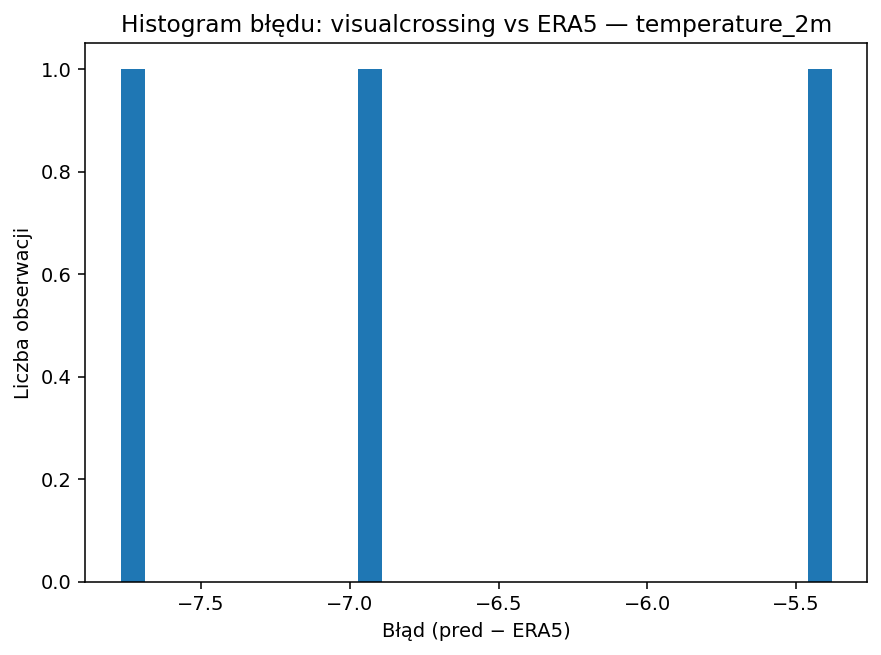 Histogram błędu: visualcrossing vs ERA5 — temperature_2m
Liczba obserwacji
1.0
0.8
0.6
0.4
0.2
0.0
−7.5 −7.0 −6.5 −6.0 −5.5
Błąd (pred − ERA5)